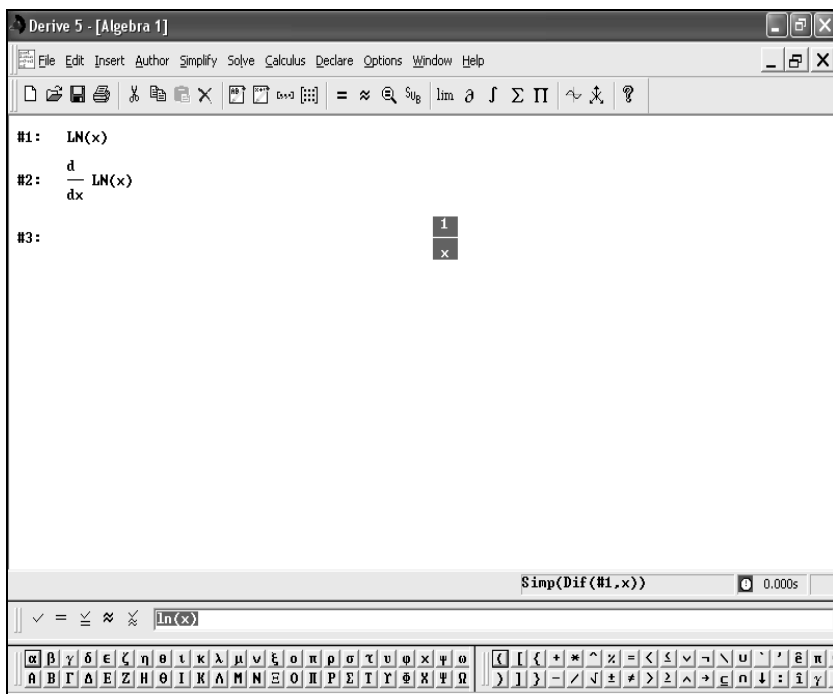 Derive 5 - [Algebra 1]
File Edit Insert Author Simplify Solve Calculus Declare Options Window Help
= ≈ lim ∂ ∫ Σ Π ?
#1: LN(x)
d
#2: LN(x)
dx
1
#3:
x
Simp(Dif(#1,x)) 0.000s
✓ = ≈ ln(x)
α β γ δ ε ζ η θ ι κ λ μ ν ξ ο π ρ σ τ υ φ χ ψ ω ( [ { + * ^ % = < ≤ ∨ ¬ \ ∪ ` ' ê π
Α Β Γ Δ Ε Ζ Η Θ Ι Κ Λ Μ Ν Ξ Ο Π Ρ Σ Τ Υ Φ Χ Ψ Ω ) ] } − / √ ± ≠ > ≥ ∧ → ⊆ ∩ ↓ : î γ